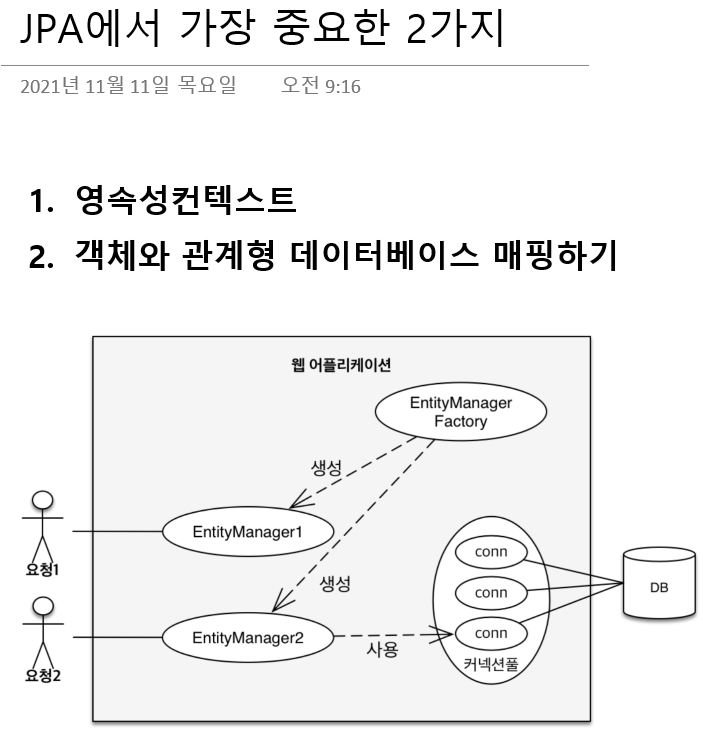 JPA에서 가장 중요한 2가지
2021년 11월 11일 목요일 오전 9:16
1. 영속성컨텍스트
2. 객체와 관계형 데이터베이스 매핑하기
웹 어플리케이션
EntityManager
Factory
생성
EntityManager1
요청1
생성
EntityManager2
요청2
사용
conn
conn
conn
커넥션풀
DB